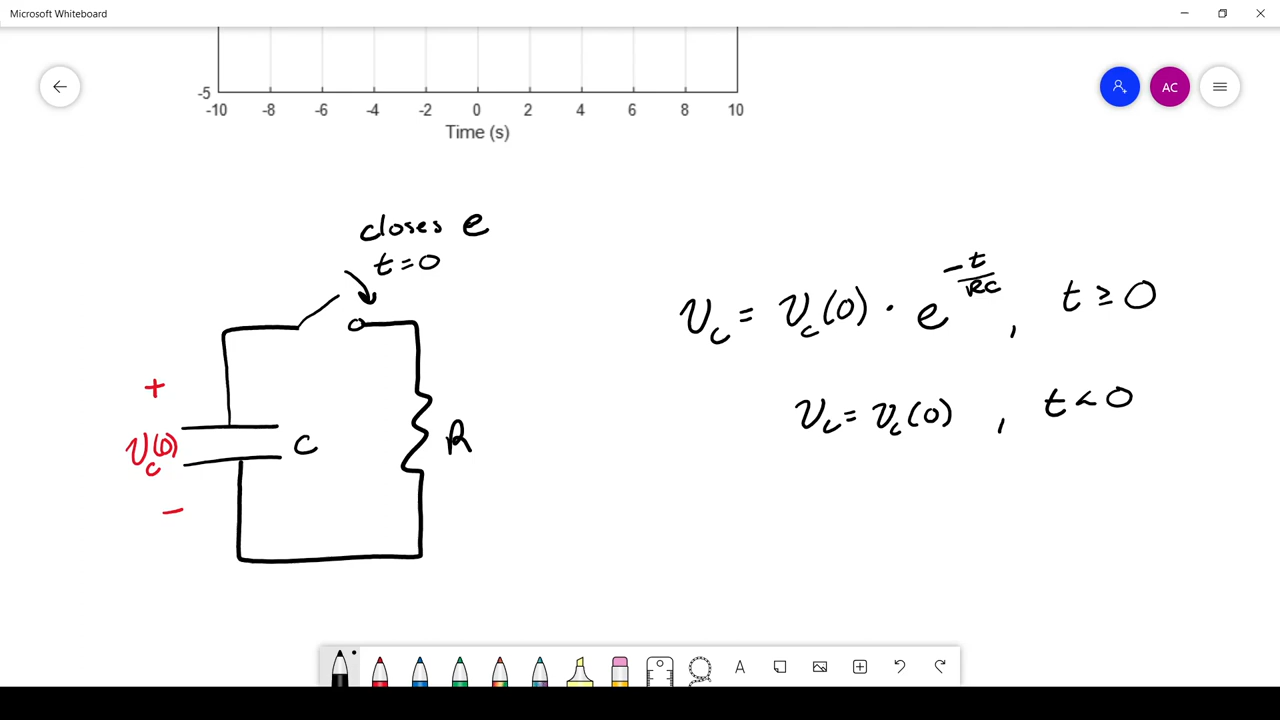 Microsoft Whiteboard
AC
-5
-10 -8 -6 -4 -2 0 2 4 6 8 10
Time (s)
closes @
t=0
+
v_c(0)
-
C
R
v_c = v_c(0) · e^(-t/RC) , t ≥ 0
v_c = v_c(0) , t < 0
A